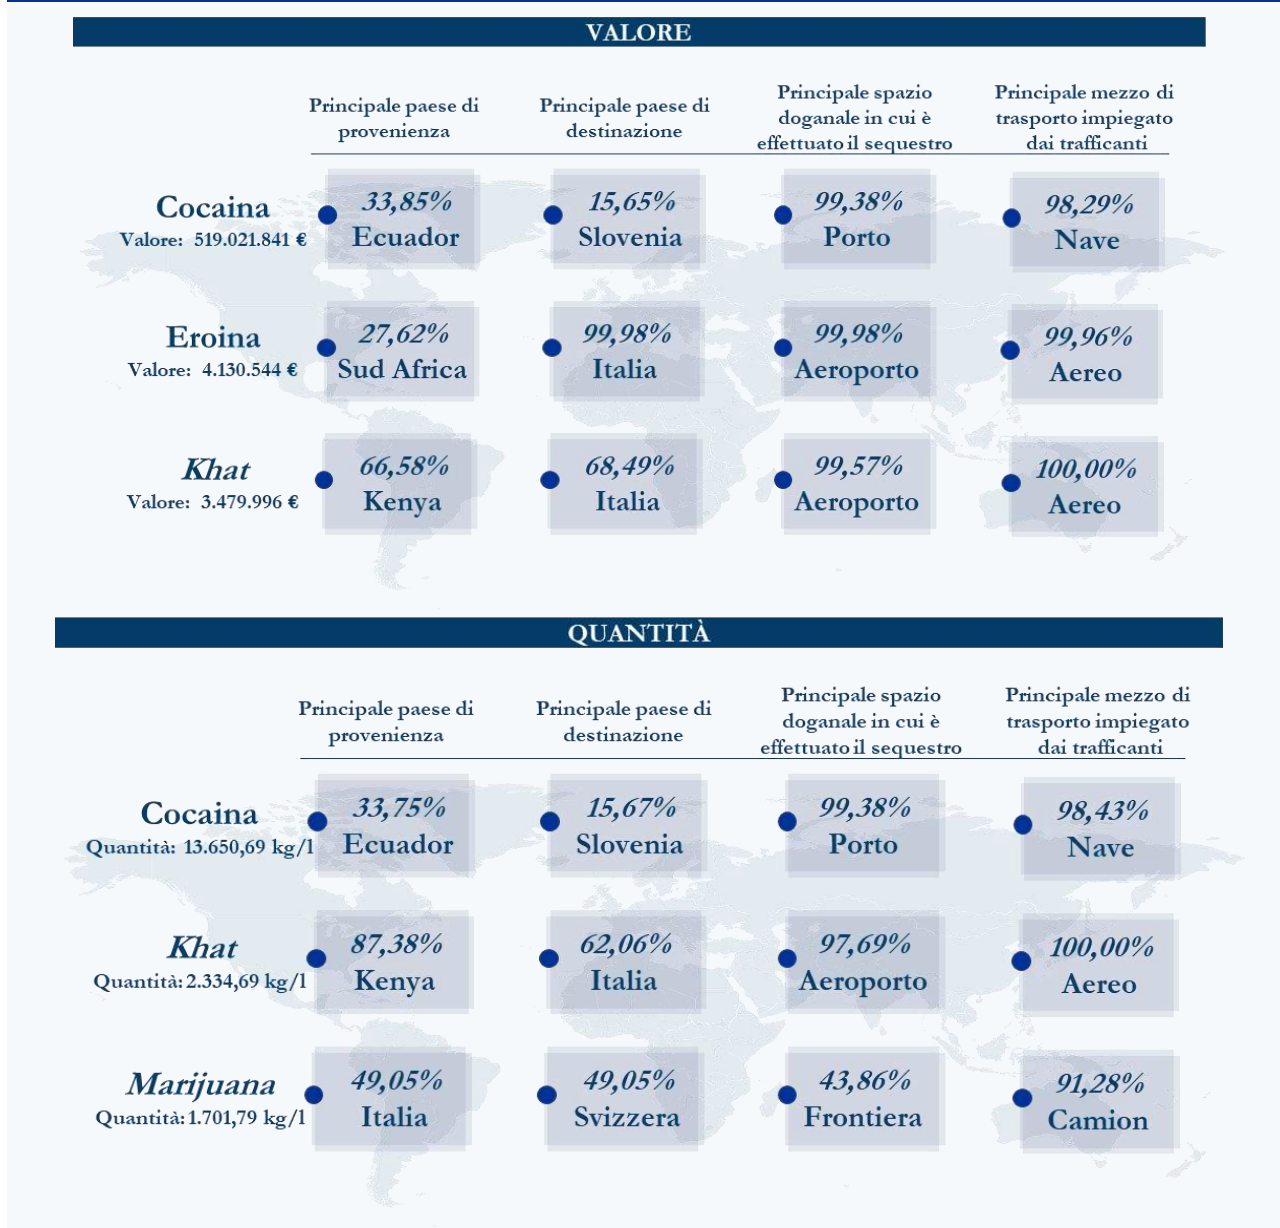 VALORE
Principale paese di
provenienza
Principale paese di
destinazione
Principale spazio
doganale in cui è
effettuato il sequestro
Principale mezzo di
trasporto impiegato
dai trafficanti
Cocaina
Valore: 519.021.841 €
33,85%
Ecuador
15,65%
Slovenia
99,38%
Porto
98,29%
Nave
Eroina
Valore: 4.130.544 €
27,62%
Sud Africa
99,98%
Italia
99,98%
Aeroporto
99,96%
Aereo
Khat
Valore: 3.479.996 €
66,58%
Kenya
68,49%
Italia
99,57%
Aeroporto
100,00%
Aereo
QUANTITÀ
Principale paese di
provenienza
Principale paese di
destinazione
Principale spazio
doganale in cui è
effettuato il sequestro
Principale mezzo di
trasporto impiegato
dai trafficanti
Cocaina
Quantità: 13.650,69 kg/l
33,75%
Ecuador
15,67%
Slovenia
99,38%
Porto
98,43%
Nave
Khat
Quantità: 2.334,69 kg/l
87,38%
Kenya
62,06%
Italia
97,69%
Aeroporto
100,00%
Aereo
Marijuana
Quantità: 1.701,79 kg/l
49,05%
Italia
49,05%
Svizzera
43,86%
Frontiera
91,28%
Camion